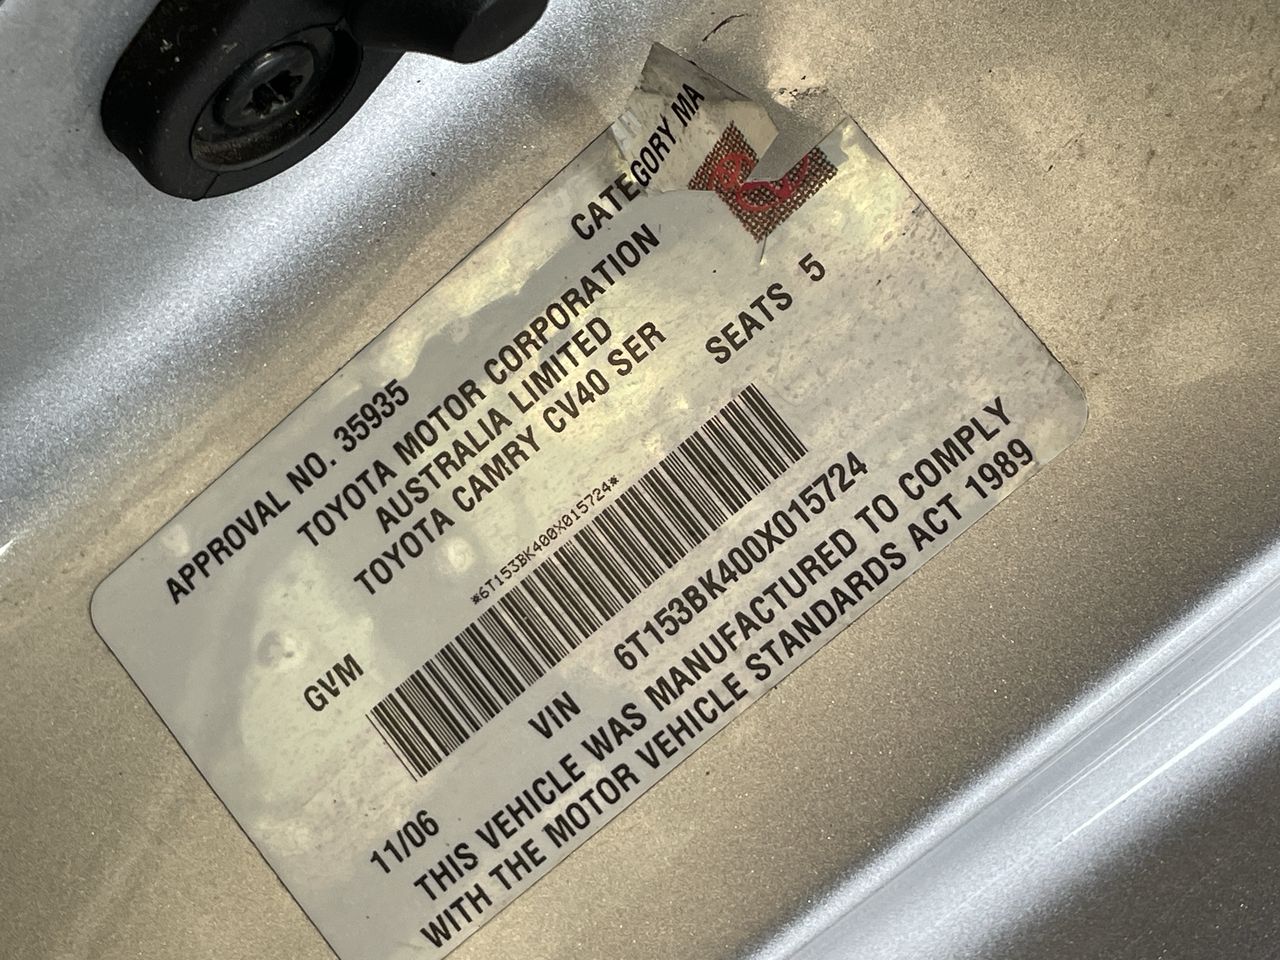 APPROVAL NO. 35935 CATEGORY MA
TOYOTA MOTOR CORPORATION
AUSTRALIA LIMITED
TOYOTA CAMRY CV40 SER
SEATS 5
*6T153BK400X015724*
GVM
VIN 6T153BK400X015724
11/06
THIS VEHICLE WAS MANUFACTURED TO COMPLY
WITH THE MOTOR VEHICLE STANDARDS ACT 1989